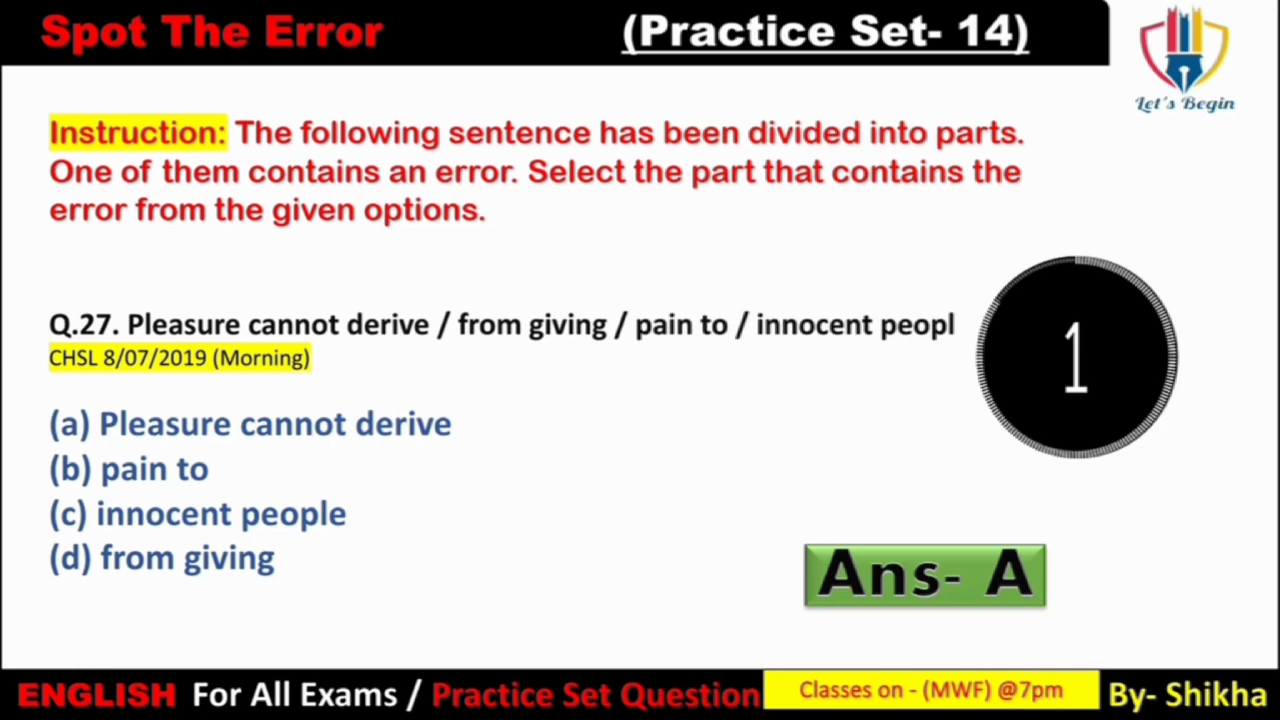 Spot The Error
(Practice Set- 14)
Let's Begin
Instruction: The following sentence has been divided into parts.
One of them contains an error. Select the part that contains the
error from the given options.
Q.27. Pleasure cannot derive / from giving / pain to / innocent peopl
CHSL 8/07/2019 (Morning)
1
(a) Pleasure cannot derive
(b) pain to
(c) innocent people
(d) from giving
Ans- A
ENGLISH For All Exams / Practice Set Question
Classes on - (MWF) @7pm
By- Shikha